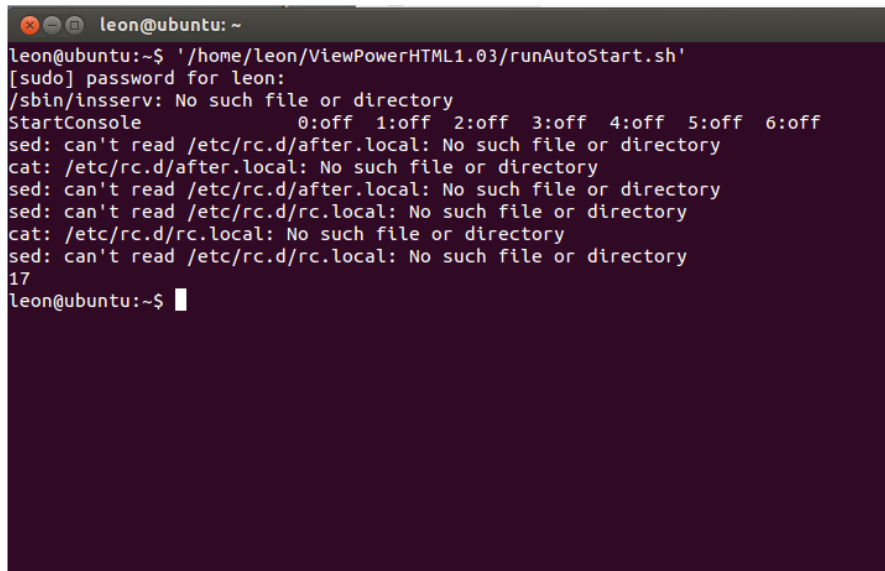 leon@ubuntu: ~
leon@ubuntu:~$ '/home/leon/ViewPowerHTML1.03/runAutoStart.sh'
[sudo] password for leon:
/sbin/insserv: No such file or directory
StartConsole              0:off  1:off  2:off  3:off  4:off  5:off  6:off
sed: can't read /etc/rc.d/after.local: No such file or directory
cat: /etc/rc.d/after.local: No such file or directory
sed: can't read /etc/rc.d/after.local: No such file or directory
sed: can't read /etc/rc.d/rc.local: No such file or directory
cat: /etc/rc.d/rc.local: No such file or directory
sed: can't read /etc/rc.d/rc.local: No such file or directory
17
leon@ubuntu:~$